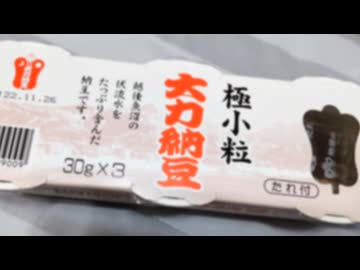 極小粒
大力納豆
越後魚沼の
伏流水を
たっぷり含んだ
納豆です。
30g×3
たれ付
22.11.26
9009